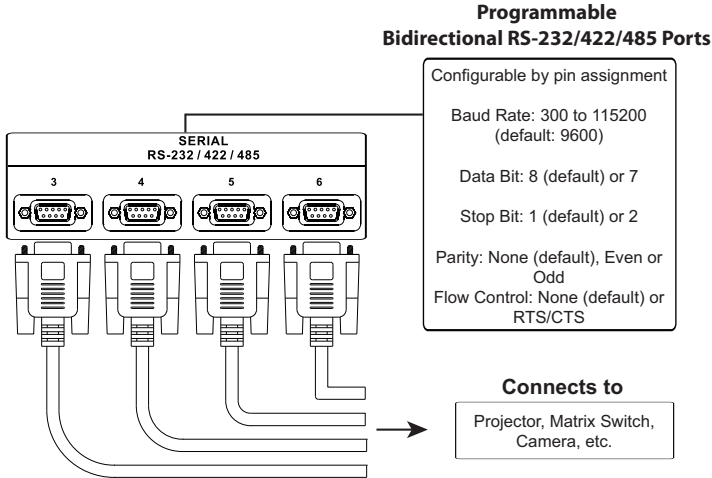 Programmable
Bidirectional RS-232/422/485 Ports
Configurable by pin assignment
Baud Rate: 300 to 115200
(default: 9600)
Data Bit: 8 (default) or 7
Stop Bit: 1 (default) or 2
Parity: None (default), Even or
Odd
Flow Control: None (default) or
RTS/CTS
SERIAL
RS-232 / 422 / 485
3 4 5 6
Connects to
Projector, Matrix Switch,
Camera, etc.